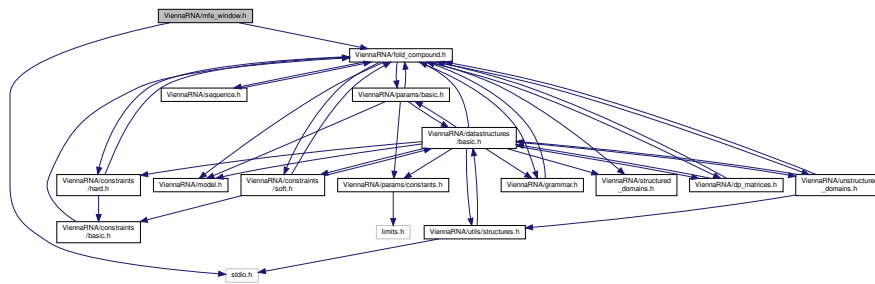 ViennaRNA/mfe_window.h
ViennaRNA/fold_compound.h
ViennaRNA/sequence.h
ViennaRNA/params/basic.h
ViennaRNA/datastructures
/basic.h
ViennaRNA/constraints
/hard.h
ViennaRNA/model.h
ViennaRNA/constraints
/soft.h
ViennaRNA/params/constants.h
ViennaRNA/grammar.h
ViennaRNA/structured
_domains.h
ViennaRNA/dp_matrices.h
ViennaRNA/unstructured
_domains.h
ViennaRNA/constraints
/basic.h
limits.h
ViennaRNA/utils/structures.h
stdio.h